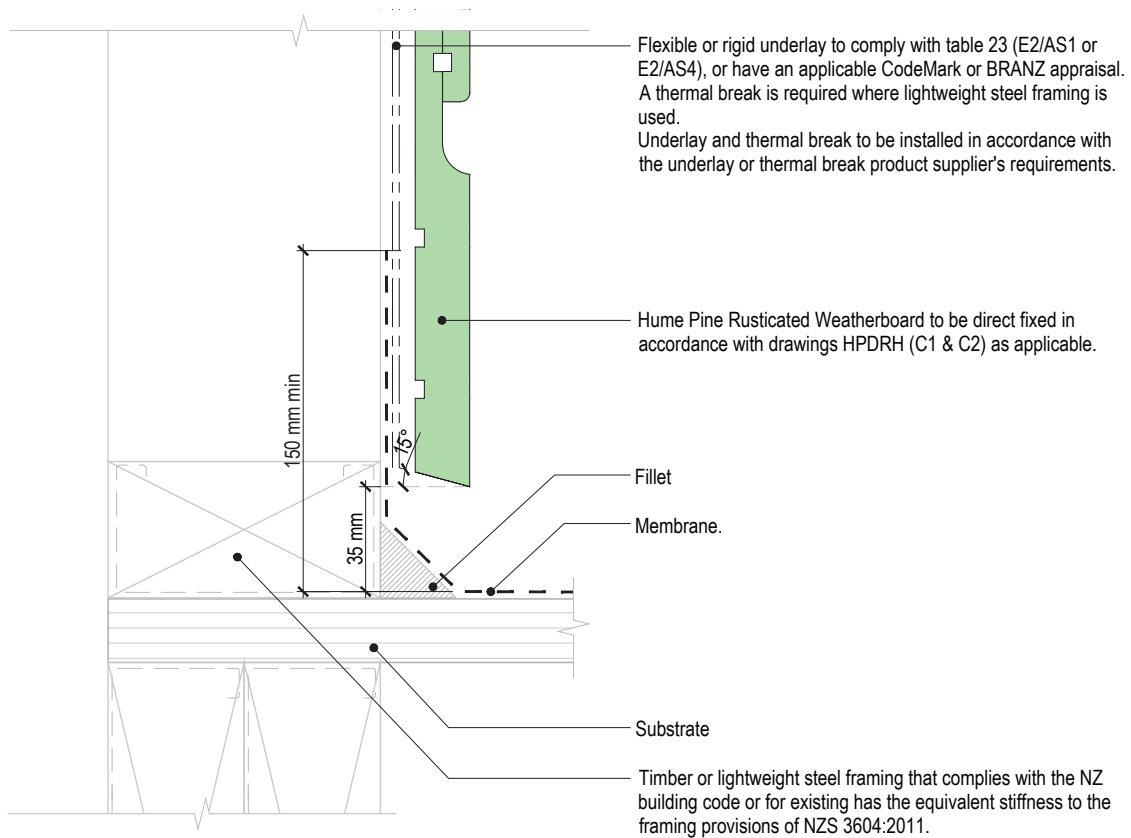 Flexible or rigid underlay to comply with table 23 (E2/AS1 or
E2/AS4), or have an applicable CodeMark or BRANZ appraisal.
A thermal break is required where lightweight steel framing is
used.
Underlay and thermal break to be installed in accordance with
the underlay or thermal break product supplier's requirements.
Hume Pine Rusticated Weatherboard to be direct fixed in
accordance with drawings HPDRH (C1 & C2) as applicable.
150 mm min
15°
35 mm
Fillet
Membrane.
Substrate
Timber or lightweight steel framing that complies with the NZ
building code or for existing has the equivalent stiffness to the
framing provisions of NZS 3604:2011.